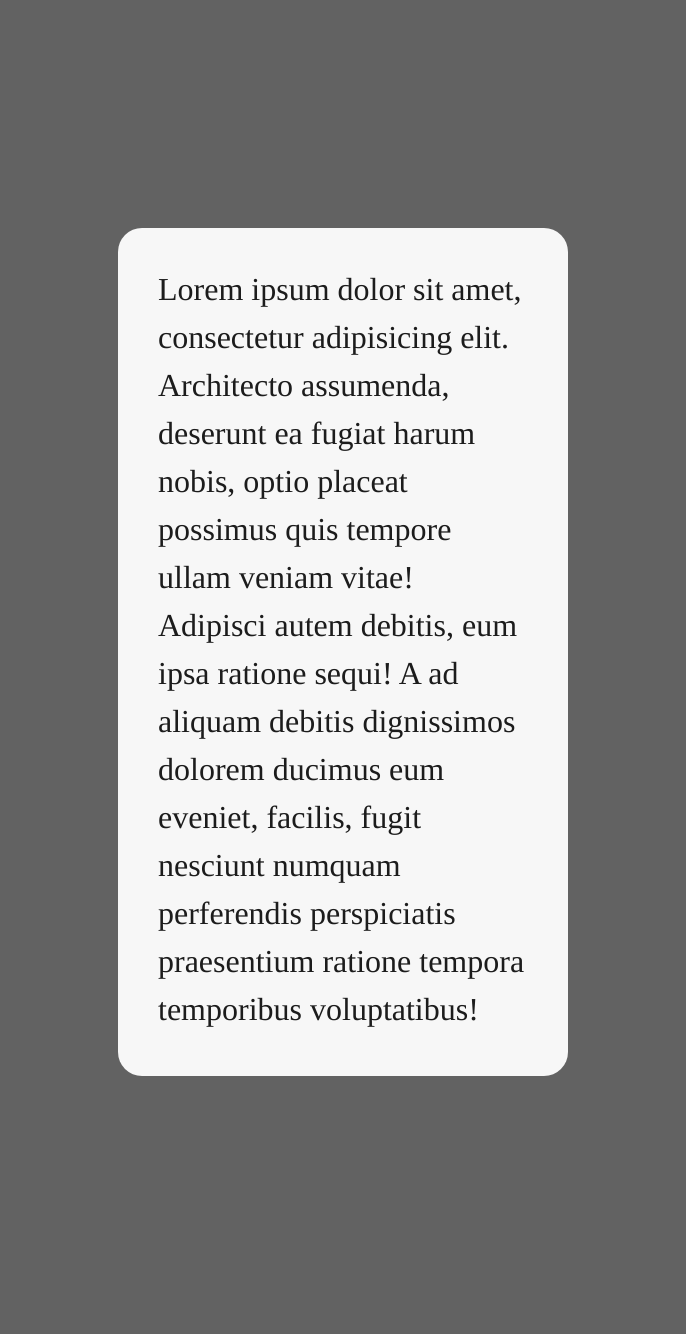 Lorem ipsum dolor sit amet,
consectetur adipisicing elit.
Architecto assumenda,
deserunt ea fugiat harum
nobis, optio placeat
possimus quis tempore
ullam veniam vitae!
Adipisci autem debitis, eum
ipsa ratione sequi! A ad
aliquam debitis dignissimos
dolorem ducimus eum
eveniet, facilis, fugit
nesciunt numquam
perferendis perspiciatis
praesentium ratione tempora
temporibus voluptatibus!